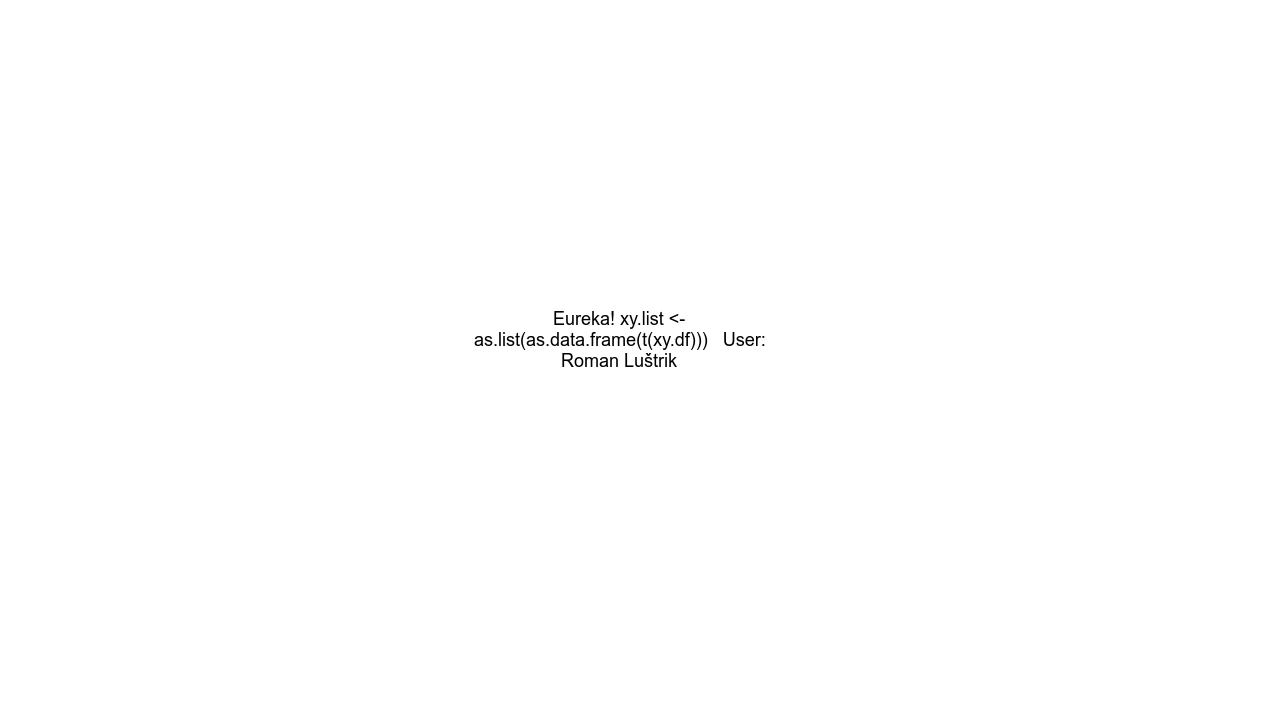 Eureka! xy.list <-
as.list(as.data.frame(t(xy.df)))   User:
Roman Luštrik